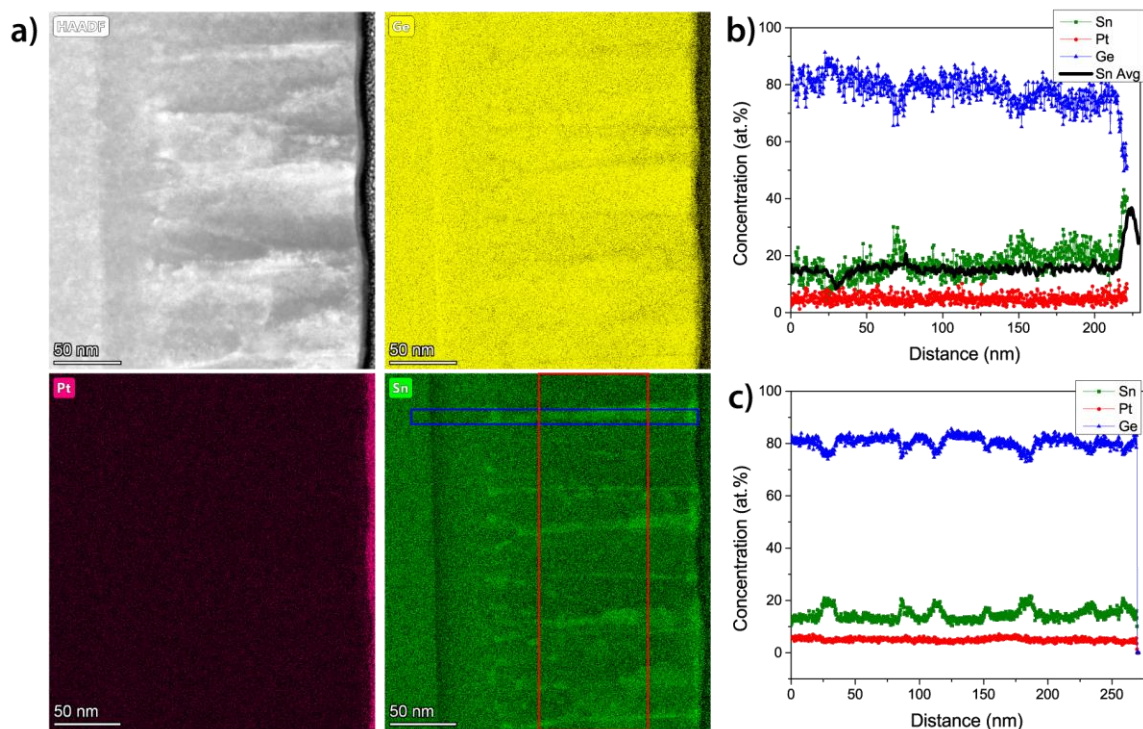 a)
HAADF
50 nm
Ge
50 nm
Pt
50 nm
Sn
50 nm
b)
100
80
60
40
20
0
Concentration (at.%)
0 50 100 150 200
Distance (nm)
Sn
Pt
Ge
Sn Avg
c)
100
80
60
40
20
0
Concentration (at.%)
0 50 100 150 200 250
Distance (nm)
Sn
Pt
Ge